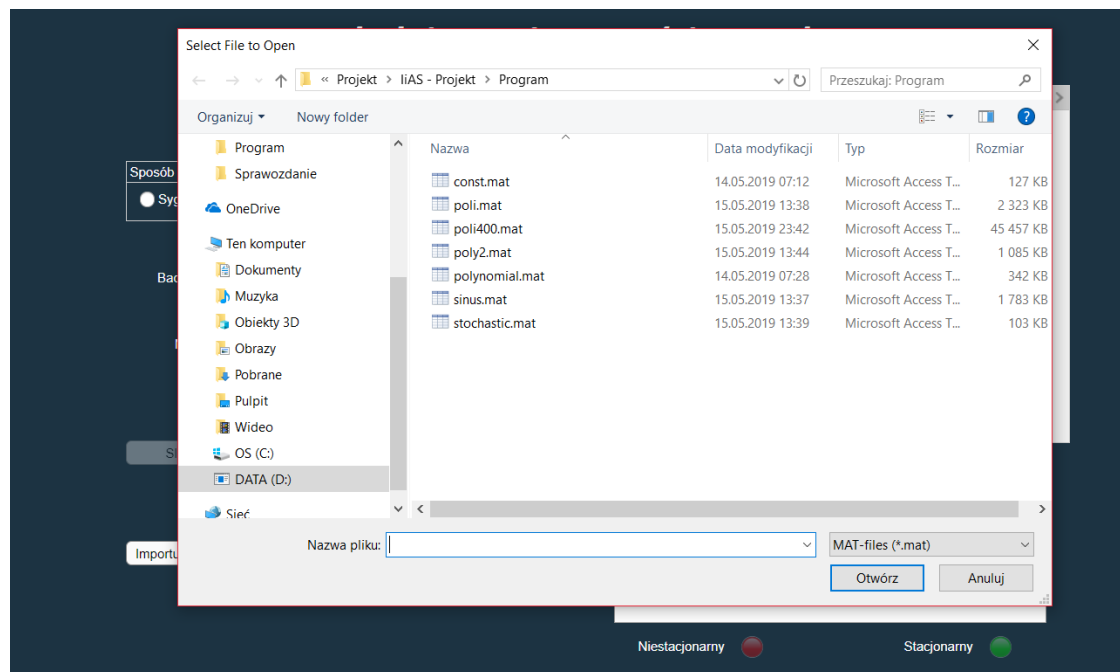 Select File to Open
« Projekt > IiAS - Projekt > Program
Przeszukaj: Program
Organizuj
Nowy folder
?
Program
Sprawozdanie
OneDrive
Ten komputer
Dokumenty
Muzyka
Obiekty 3D
Obrazy
Pobrane
Pulpit
Wideo
OS (C:)
DATA (D:)
Sieć
Nazwa Data modyfikacji Typ Rozmiar
const.mat 14.05.2019 07:12 Microsoft Access T... 127 KB
poli.mat 15.05.2019 13:38 Microsoft Access T... 2 323 KB
poli400.mat 15.05.2019 23:42 Microsoft Access T... 45 457 KB
poly2.mat 15.05.2019 13:44 Microsoft Access T... 1 085 KB
polynomial.mat 14.05.2019 07:28 Microsoft Access T... 342 KB
sinus.mat 15.05.2019 13:37 Microsoft Access T... 1 783 KB
stochastic.mat 15.05.2019 13:39 Microsoft Access T... 103 KB
Nazwa pliku:
MAT-files (*.mat)
Otwórz
Anuluj
Sposób
Niestacjonarny
Stacjonarny